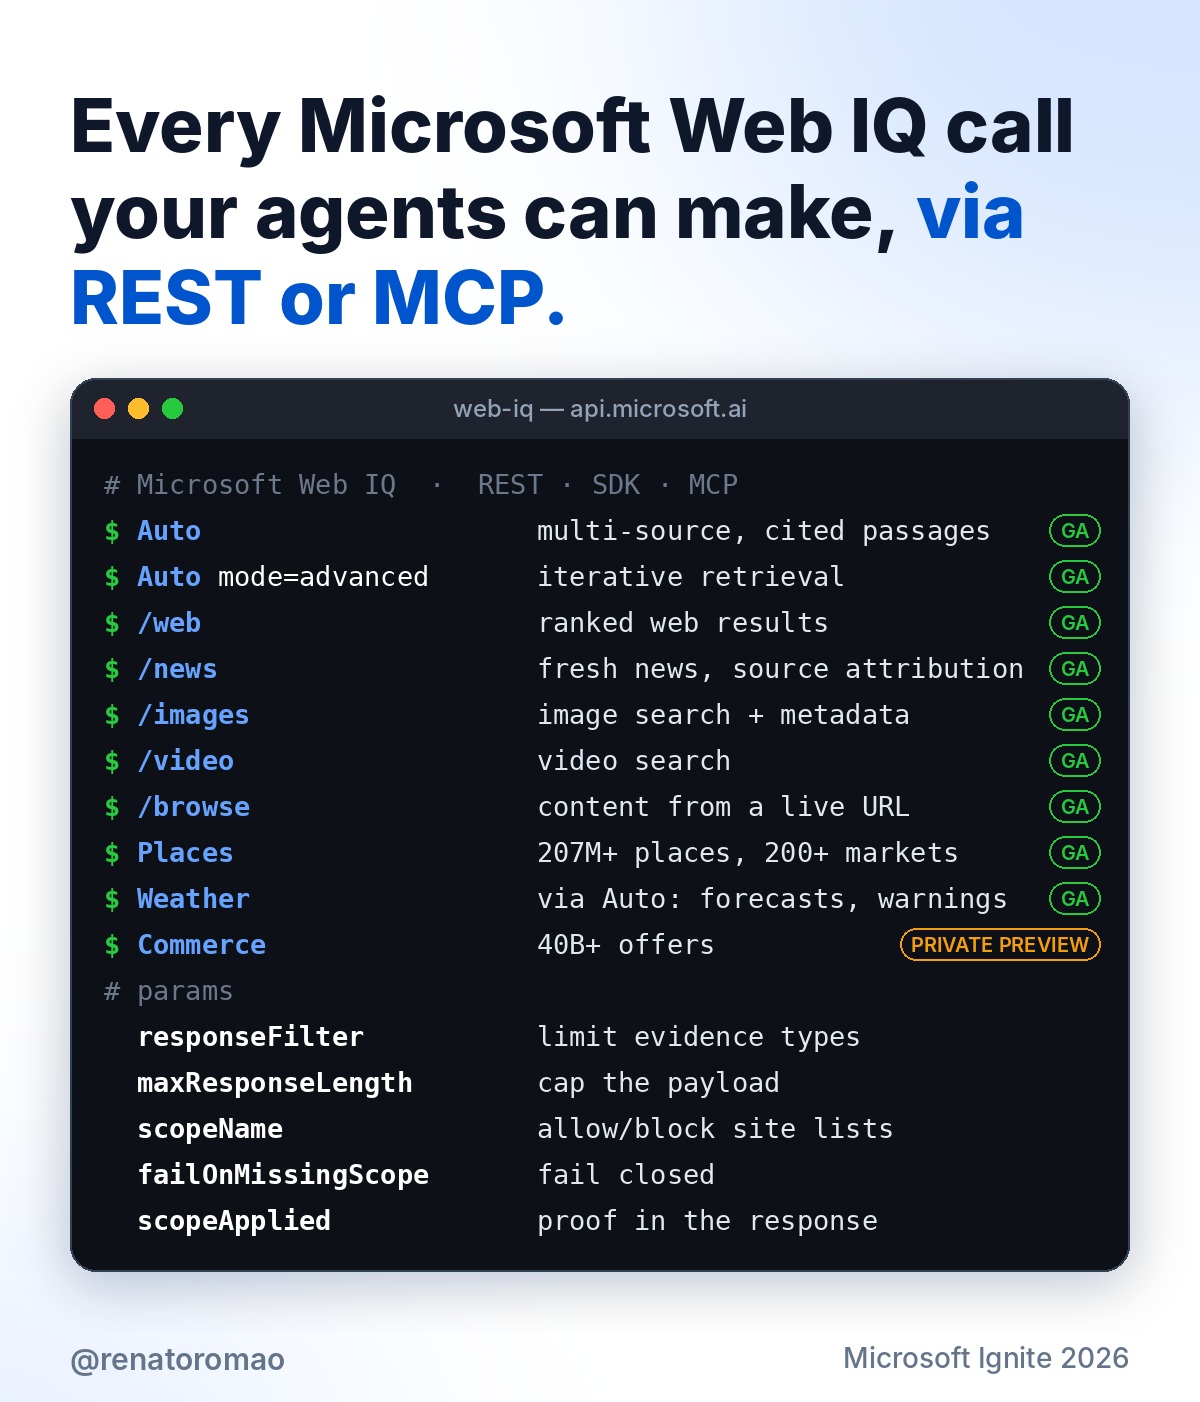 Every Microsoft Web IQ call
your agents can make, via
REST or MCP.
web-iq — api.microsoft.ai
# Microsoft Web IQ · REST · SDK · MCP
$ Auto multi-source, cited passages GA
$ Auto mode=advanced iterative retrieval GA
$ /web ranked web results GA
$ /news fresh news, source attribution GA
$ /images image search + metadata GA
$ /video video search GA
$ /browse content from a live URL GA
$ Places 207M+ places, 200+ markets GA
$ Weather via Auto: forecasts, warnings GA
$ Commerce 40B+ offers PRIVATE PREVIEW
# params
responseFilter limit evidence types
maxResponseLength cap the payload
scopeName allow/block site lists
failOnMissingScope fail closed
scopeApplied proof in the response
@renatoromao Microsoft Ignite 2026